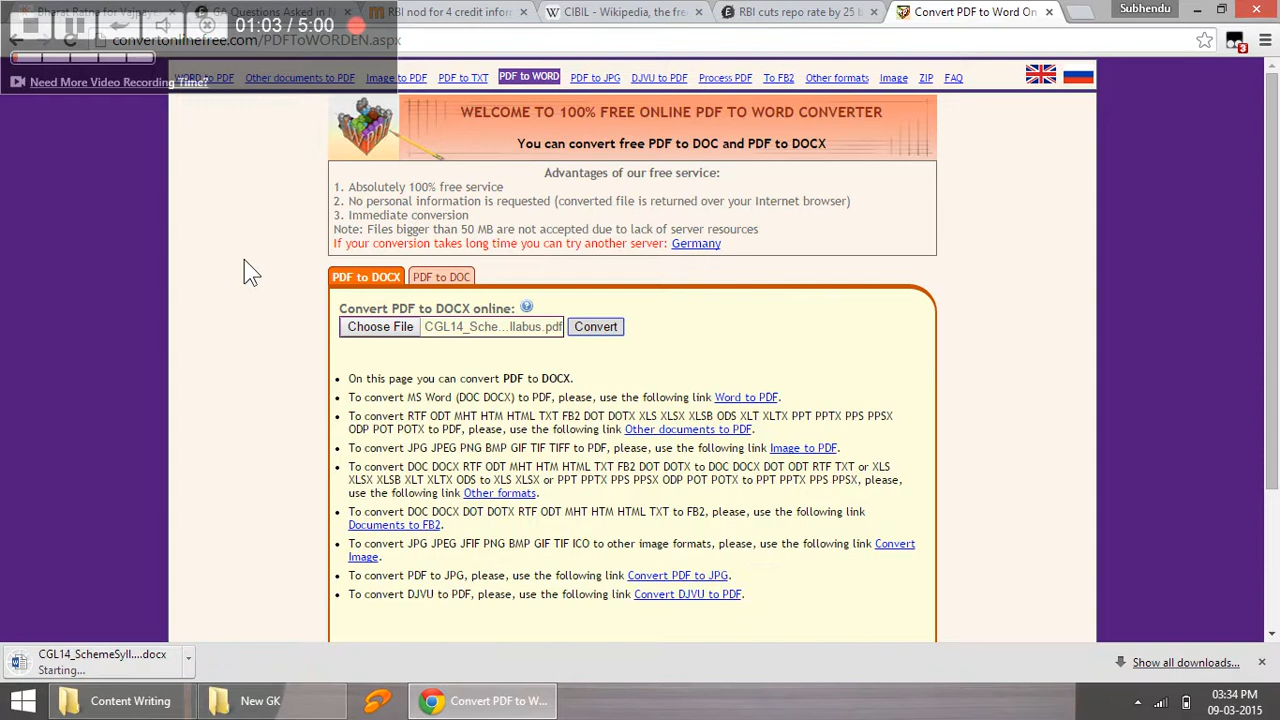 Bharat Ratna for Vajpaye
GA Questions Asked in N
RBI nod for 4 credit infor
CIBIL - Wikipedia, the fre
RBI cuts repo rate by 25 b
Convert PDF to Word On
Subhendu
01:03 / 5:00
convertonlinefree.com/PDFToWORDEN.aspx
3
Need More Video Recording Time?
WORD to PDF Other documents to PDF Image to PDF PDF to TXT PDF to WORD PDF to JPG DJVU to PDF Process PDF To FB2 Other formats Image ZIP FAQ
WELCOME TO 100% FREE ONLINE PDF TO WORD CONVERTER
You can convert free PDF to DOC and PDF to DOCX
Advantages of our free service:
1. Absolutely 100% free service
2. No personal information is requested (converted file is returned over your Internet browser)
3. Immediate conversion
Note: Files bigger than 50 MB are not accepted due to lack of server resources
If your conversion takes long time you can try another server: Germany
PDF to DOCX PDF to DOC
Convert PDF to DOCX online:
Choose File CGL14_Sche...llabus.pdf Convert
• On this page you can convert PDF to DOCX.
• To convert MS Word (DOC DOCX) to PDF, please, use the following link Word to PDF.
• To convert RTF ODT MHT HTM HTML TXT FB2 DOT DOTX XLS XLSX XLSB ODS XLT XLTX PPT PPTX PPS PPSX
ODP POT POTX to PDF, please, use the following link Other documents to PDF.
• To convert JPG JPEG PNG BMP GIF TIF TIFF to PDF, please, use the following link Image to PDF.
• To convert DOC DOCX RTF ODT MHT HTM HTML TXT FB2 DOT DOTX to DOC DOCX DOT ODT RTF TXT or XLS
XLSX XLSB XLT XLTX ODS to XLS XLSX or PPT PPTX PPS PPSX ODP POT POTX to PPT PPTX PPS PPSX, please,
use the following link Other formats.
• To convert DOC DOCX DOT DOTX RTF ODT MHT HTM HTML TXT to FB2, please, use the following link
Documents to FB2.
• To convert JPG JPEG JFIF PNG BMP GIF TIF ICO to other image formats, please, use the following link Convert
Image.
• To convert PDF to JPG, please, use the following link Convert PDF to JPG.
• To convert DJVU to PDF, please, use the following link Convert DJVU to PDF.
CGL14_SchemeSyll....docx
Starting...
Show all downloads...
Content Writing
New GK
Convert PDF to W...
03:34 PM
09-03-2015